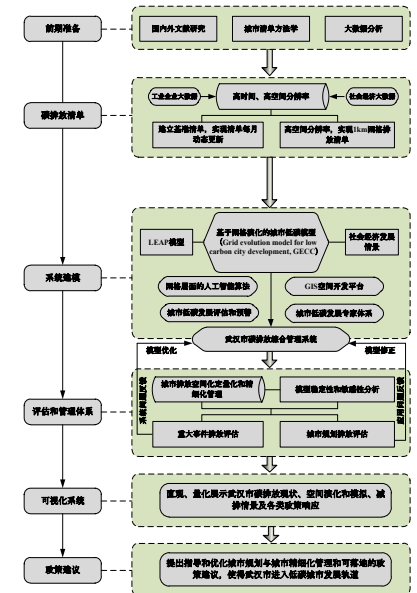 前期准备
国内外文献研究
城市清单方法学
大数据分析
碳排放清单
工业企业大数据
高时间、高空间分辨率
社会经济大数据
建立基准清单,实现清单每月
动态更新
高空间分辨率,实现1km网格排
放清单
系统建模
LEAP模型
基于网格演化的城市低碳模型
(Grid evolution model for low
carbon city development, GECC)
社会经济发展
情景
网格层面的人工智能算法
GIS空间开发平台
城市低碳发展评估和预警
城市低碳发展专家体系
武汉市碳排放综合管理系统
模型优化
模型修正
评估和管理体系
系统问题反馈
城市排放空间化定量化和精
细化管理
模型稳定性和敏感性分析
应用问题反馈
重大事件排放评估
城市规划排放评估
可视化系统
直观、量化展示武汉市碳排放现状、空间演化和模拟、减
排情景及各类政策响应
政策建议
提出指导和优化城市规划与城市精细化管理和可落地的政
策建议,使得武汉市进入低碳城市发展轨道